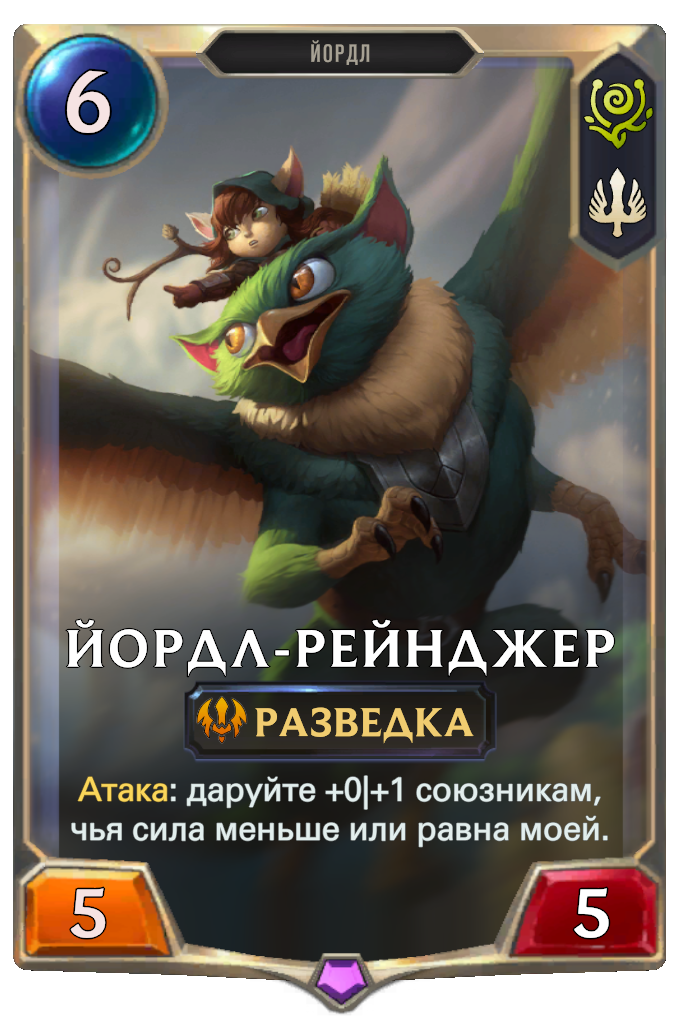 6
ЙОРДЛ
ЙОРДЛ-РЕЙНДЖЕР
РАЗВЕДКА
Атака: даруйте +0|+1 союзникам,
чья сила меньше или равна моей.
5
5